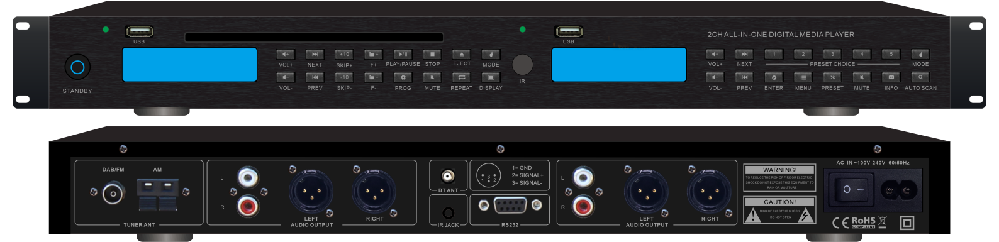 USB
USB
2CH ALL-IN-ONE DIGITAL MEDIA PLAYER
+10
1
2
3
4
5
VOL+
NEXT
SKIP+
F+
PLAY/PAUSE
STOP
EJECT
MODE
VOL+
NEXT
PRESET CHOICE
MODE
-10
IR
STANDBY
VOL-
PREV
SKIP-
F-
PROG
MUTE
REPEAT
DISPLAY
VOL-
PREV
ENTER
MENU
PRESET
MUTE
INFO
AUTO SCAN
DAB/FM
AM
TUNER ANT
L
R
LEFT
RIGHT
AUDIO OUTPUT
BT ANT
IR JACK
1
3
2
1= GND
2= SIGNAL+
3= SIGNAL-
RS232
L
R
LEFT
RIGHT
AUDIO OUTPUT
WARNING!
TO REDUCE THE RISK OF FIRE OR ELECTRIC
SHOCK DO NOT EXPOSE THIS EQUIPMENT TO
RAIN OR MOISTURE
CAUTION!
RISK OF ELECTRIC SHOCK
DO NOT OPEN
AC IN ~100V-240V. 60/50Hz
CE
RoHS
COMPLIANT